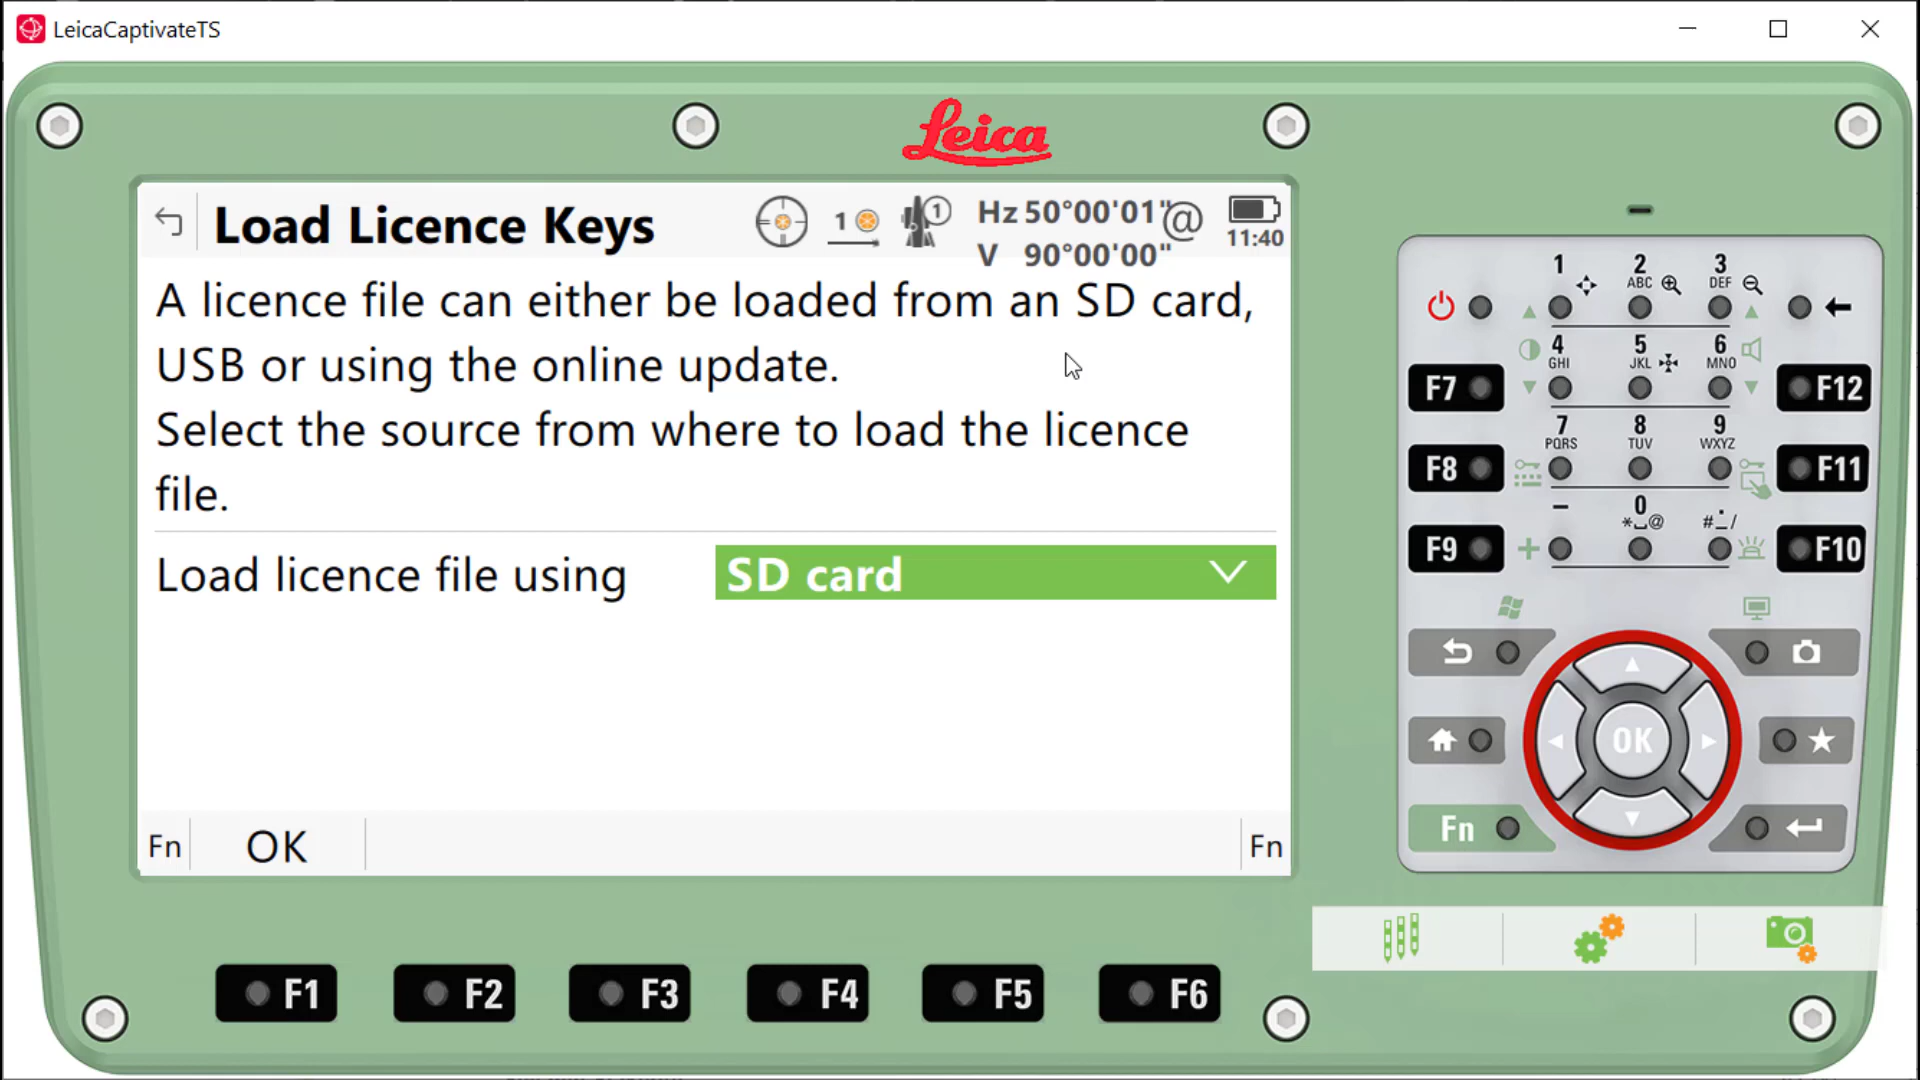 LeicaCaptivateTS
Leica
Load Licence Keys
1
1
Hz 50°00'01"
V 90°00'00"
@
11:40
A licence file can either be loaded from an SD card,
USB or using the online update.
Select the source from where to load the licence
file.
Load licence file using
SD card
Fn
OK
Fn
F1
F2
F3
F4
F5
F6
1
2
ABC
3
DEF
4
GHI
5
JKL
6
MNO
F7
F12
7
PQRS
8
TUV
9
WXYZ
F8
F11
-
0
*⎵@
#./
F9
F10
OK
Fn